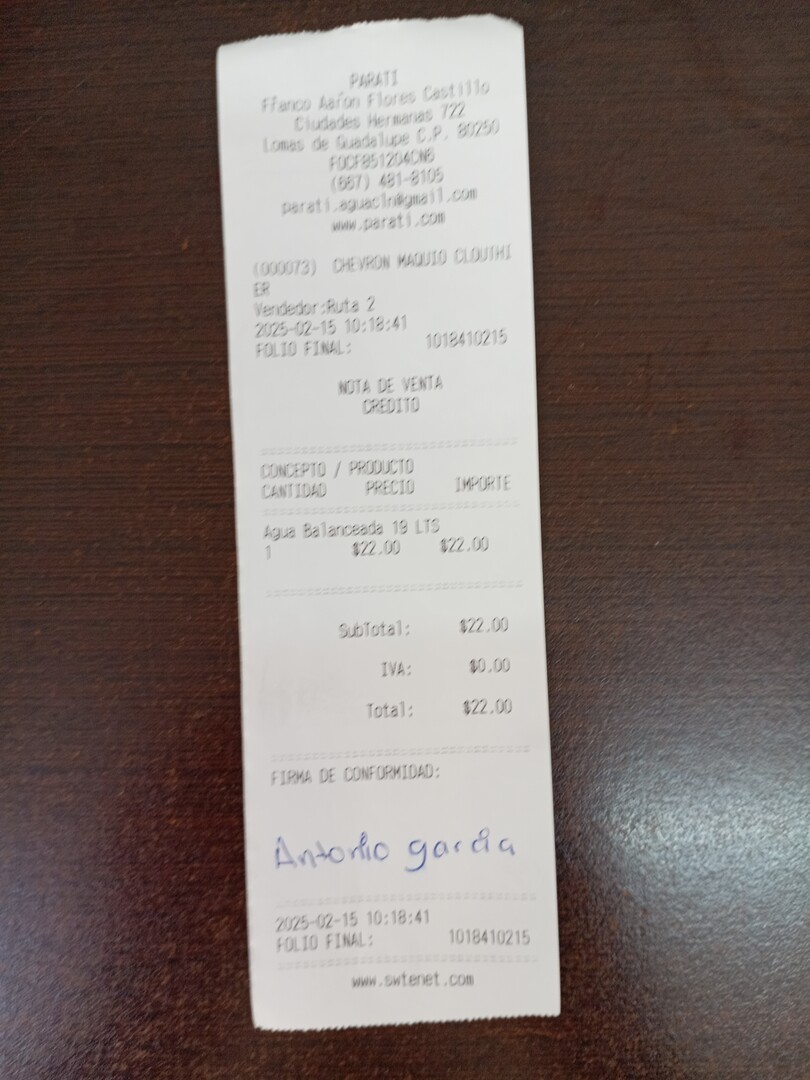 PARATI
Ffanco Aafon Flores Castillo
Ciudades Hermanas 722
Lomas de Guadalupe C.P. 80250
FOCF851204CN6
(667) 481-8105
parati.aguacln@gmail.com
www.parati.com
(000073) CHEVRON MAQUIO CLOUTHI
ER
Vendedor:Ruta 2
2025-02-15 10:18:41
FOLIO FINAL: 1018410215
NOTA DE VENTA
CREDITO
CONCEPTO / PRODUCTO
CANTIDAD PRECIO IMPORTE
Agua Balanceada 19 LTS
1 $22.00 $22.00
SubTotal: $22.00
IVA: $0.00
Total: $22.00
FIRMA DE CONFORMIDAD:
Antonio garcia
2025-02-15 10:18:41
FOLIO FINAL: 1018410215
www.swtenet.com